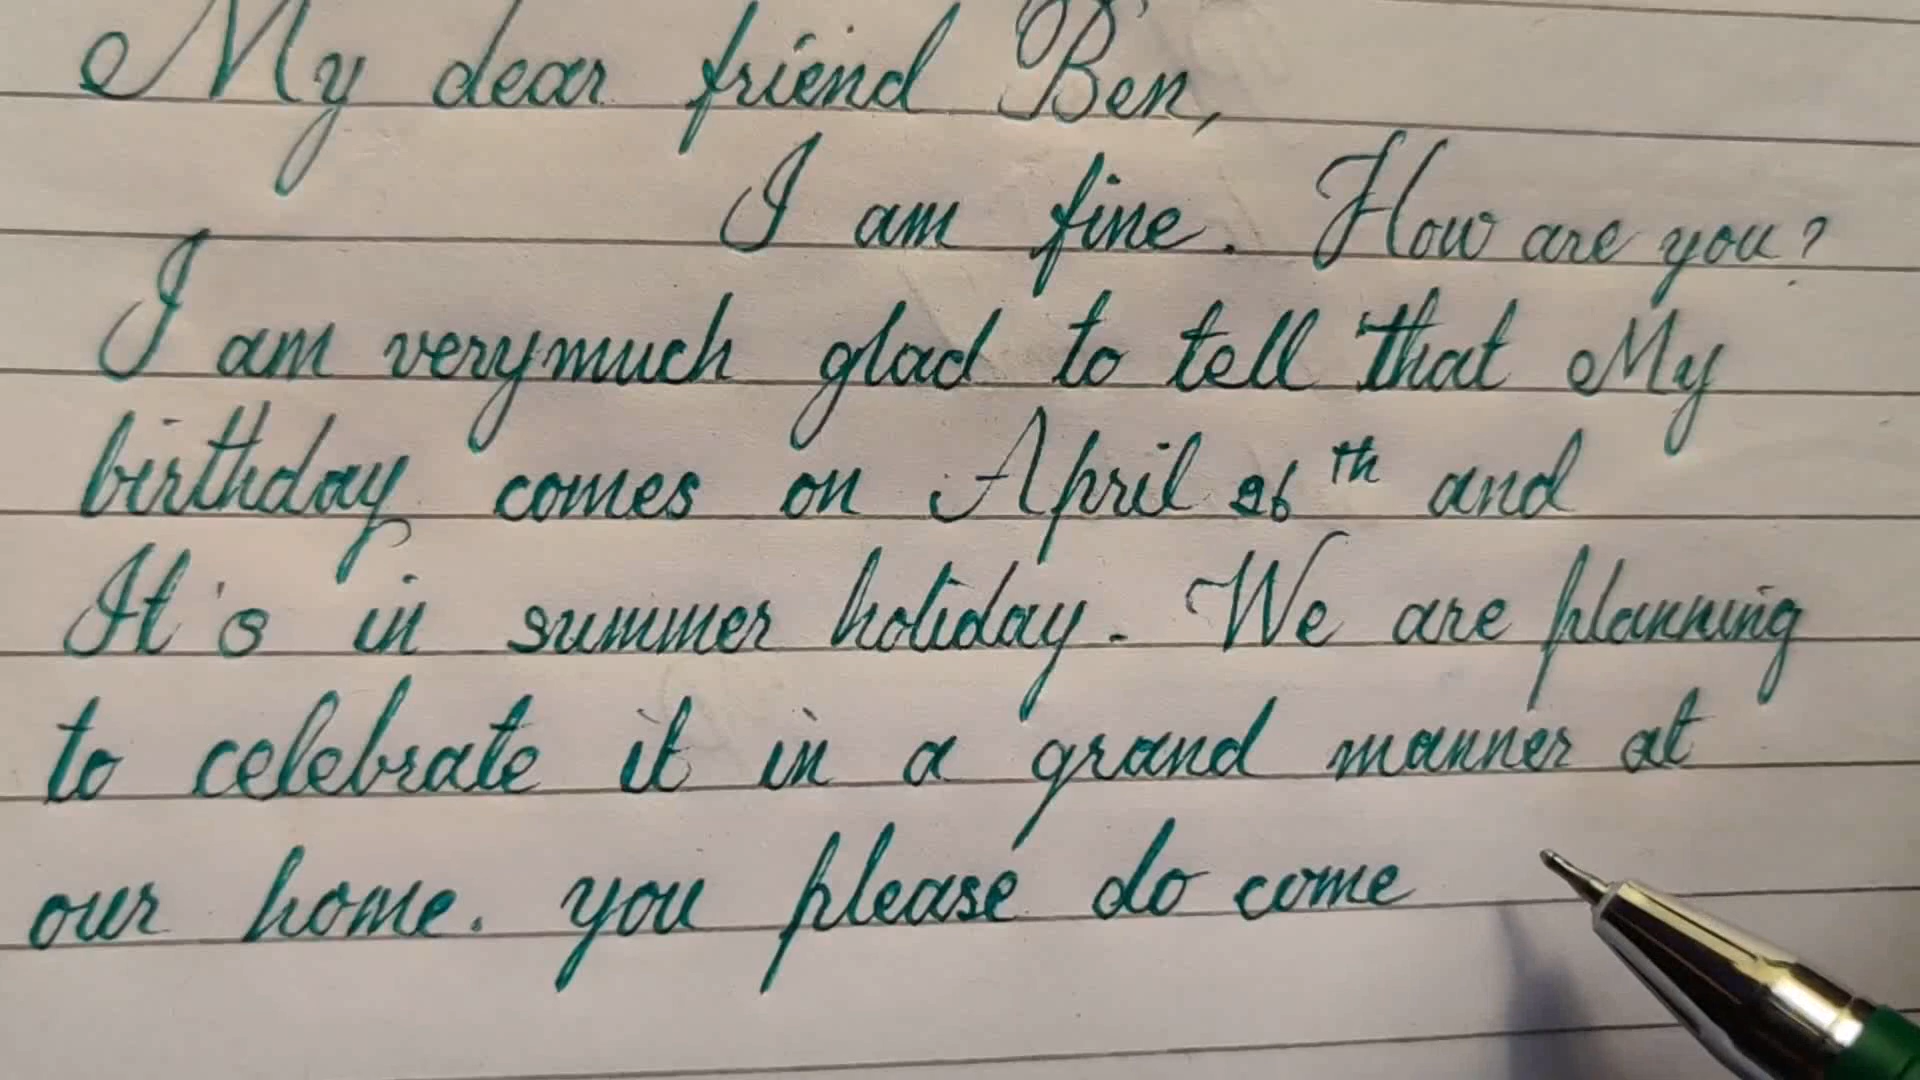 My dear friend Ben,
I am fine. How are you?
I am verymuch glad to tell that My
birthday comes on April 26th and
It's in summer holiday. We are planning
to celebrate it in a grand manner at
our home. you please do come